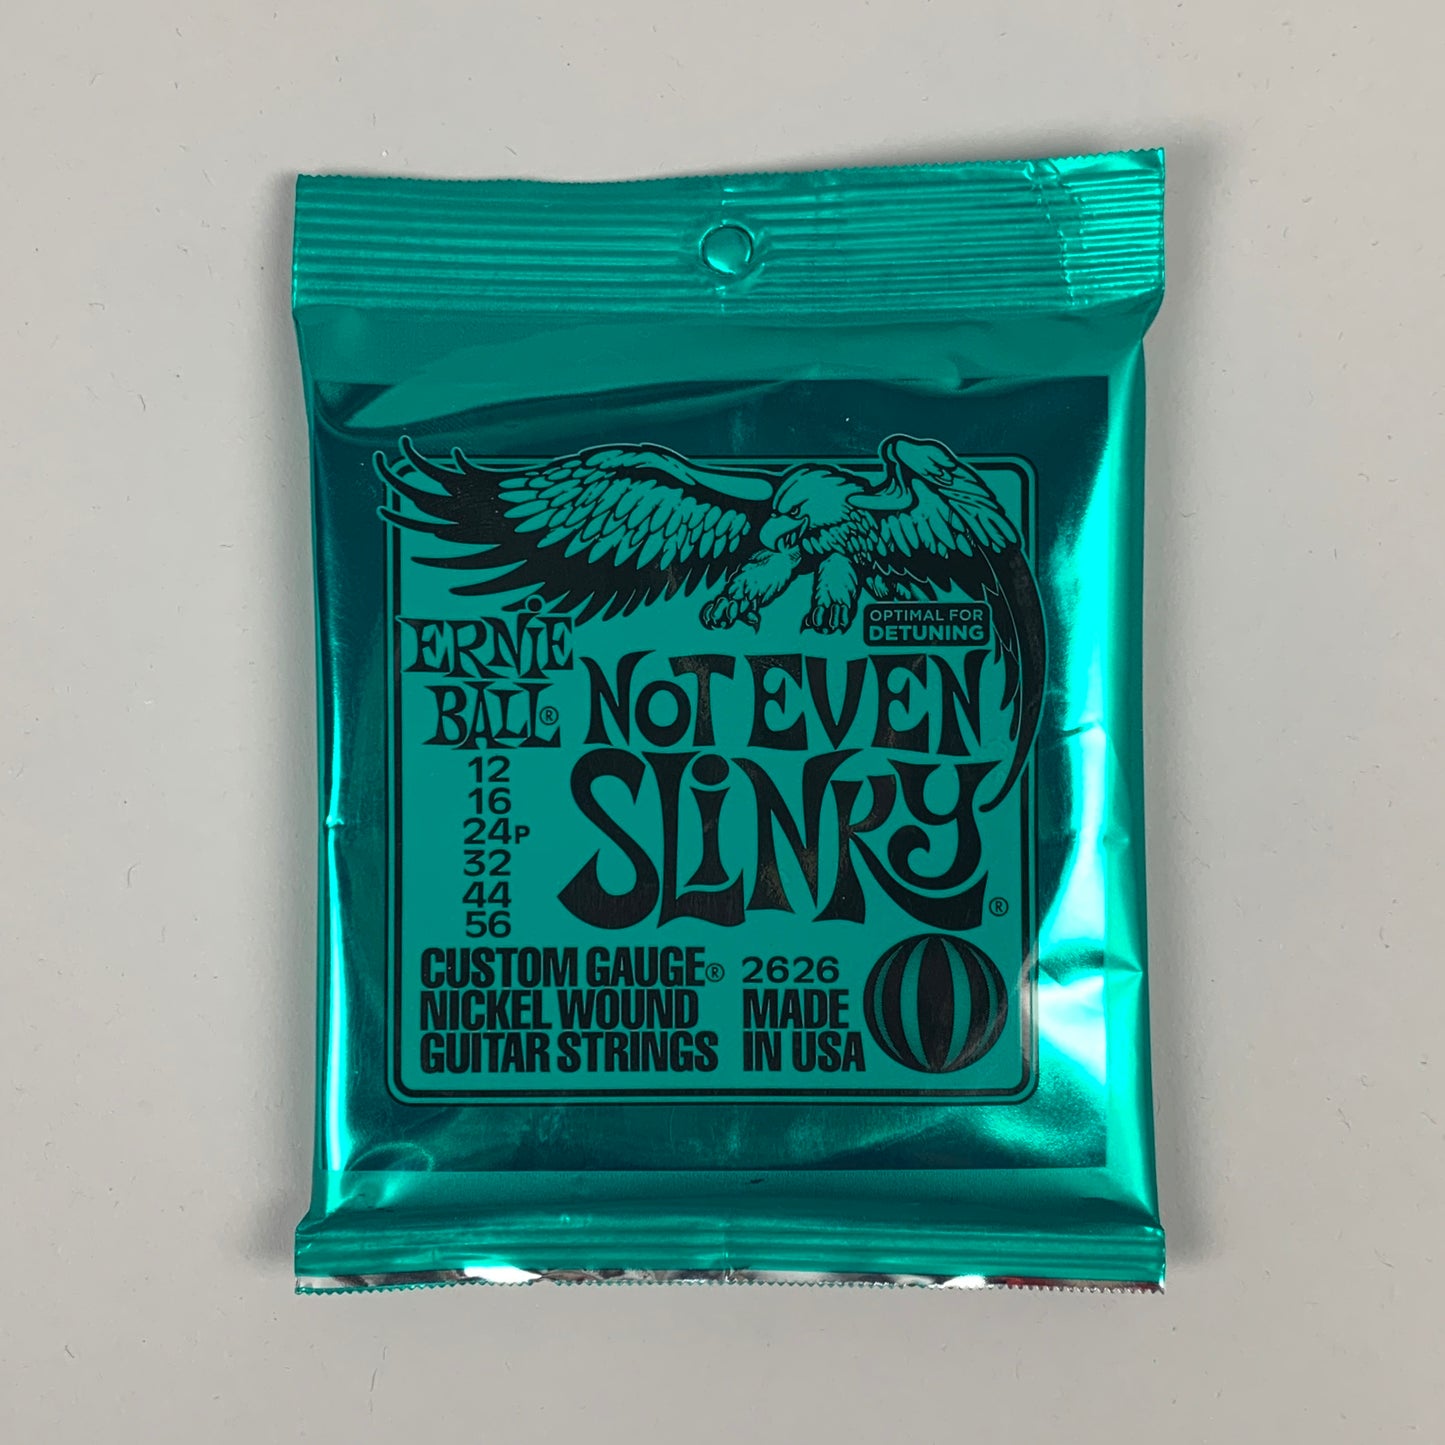 OPTIMAL FOR
DETUNING
ERNIE
BALL®
NOT EVEN
SLINKY®
12
16
24P
32
44
56
CUSTOM GAUGE®
NICKEL WOUND
GUITAR STRINGS
2626
MADE
IN USA